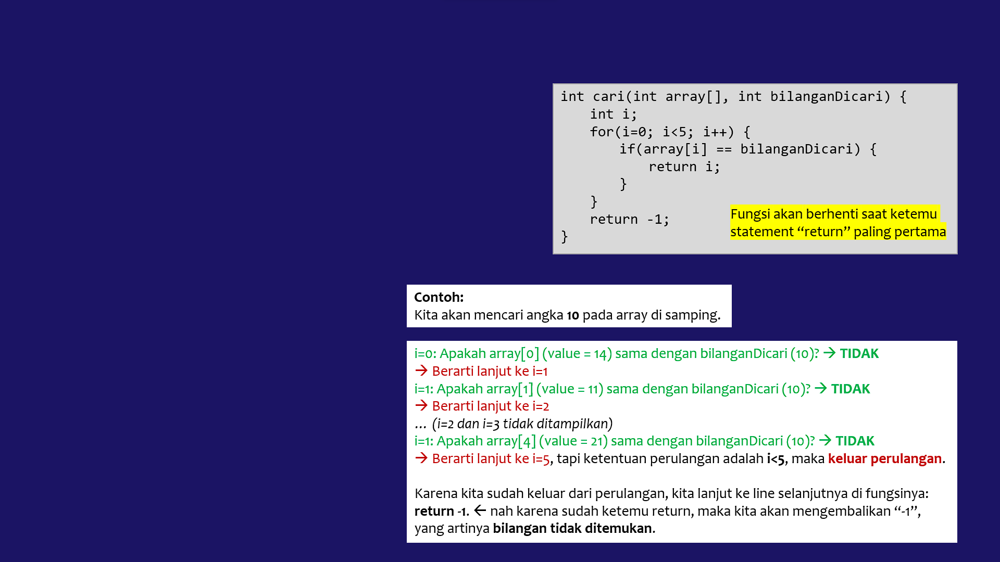 int cari(int array[], int bilanganDicari) {
int i;
for(i=0; i<5; i++) {
if(array[i] == bilanganDicari) {
return i;
}
}
return -1;
}
Fungsi akan berhenti saat ketemu
statement “return” paling pertama
Contoh:
Kita akan mencari angka 10 pada array di samping.
i=0: Apakah array[0] (value = 14) sama dengan bilanganDicari (10)? → TIDAK
→ Berarti lanjut ke i=1
i=1: Apakah array[1] (value = 11) sama dengan bilanganDicari (10)? → TIDAK
→ Berarti lanjut ke i=2
… (i=2 dan i=3 tidak ditampilkan)
i=1: Apakah array[4] (value = 21) sama dengan bilanganDicari (10)? → TIDAK
→ Berarti lanjut ke i=5, tapi ketentuan perulangan adalah i<5, maka keluar perulangan.
Karena kita sudah keluar dari perulangan, kita lanjut ke line selanjutnya di fungsinya:
return -1. ← nah karena sudah ketemu return, maka kita akan mengembalikan “-1”,
yang artinya bilangan tidak ditemukan.